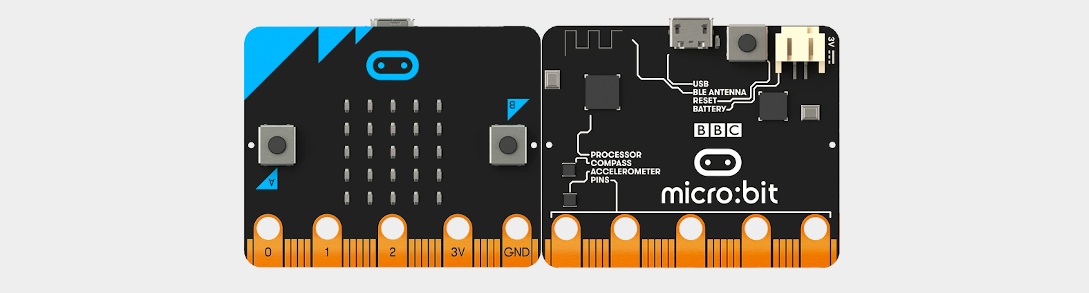 B
A
0
1
2
3V
GND
3V
USB
BLE ANTENNA
RESET
BATTERY
BBC
PROCESSOR
COMPASS
ACCELEROMETER
PINS
micro:bit